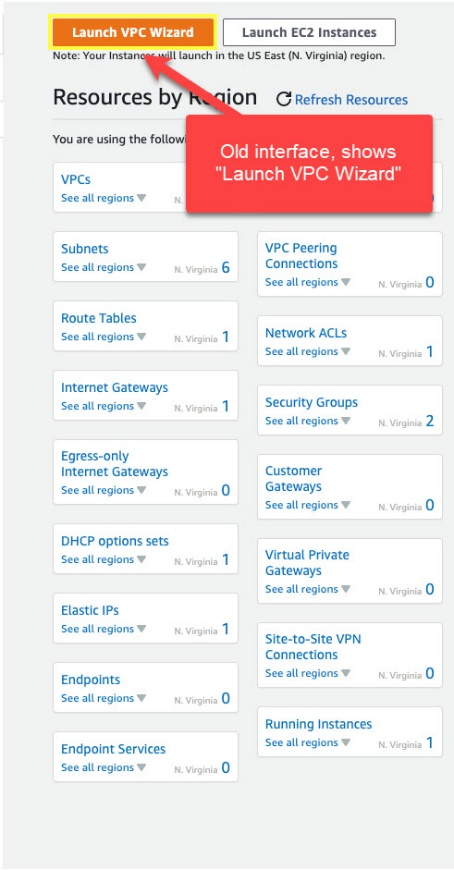 Launch VPC Wizard
Launch EC2 Instances
Note: Your Instances will launch in the US East (N. Virginia) region.
Resources by Region
Refresh Resources
You are using the
Old interface, shows
"Launch VPC Wizard"
VPCs
See all regions
Subnets
See all regions
N. Virginia 6
Route Tables
See all regions
N. Virginia 1
Internet Gateways
See all regions
N. Virginia 1
Egress-only
Internet Gateways
See all regions
N. Virginia 0
DHCP options sets
See all regions
N. Virginia 1
Elastic IPs
See all regions
N. Virginia 1
Endpoints
See all regions
N. Virginia 0
Endpoint Services
See all regions
N. Virginia 0
VPC Peering
Connections
See all regions
N. Virginia 0
Network ACLs
See all regions
N. Virginia 1
Security Groups
See all regions
N. Virginia 2
Customer
Gateways
See all regions
N. Virginia 0
Virtual Private
Gateways
See all regions
N. Virginia 0
Site-to-Site VPN
Connections
See all regions
N. Virginia 0
Running Instances
See all regions
N. Virginia 1